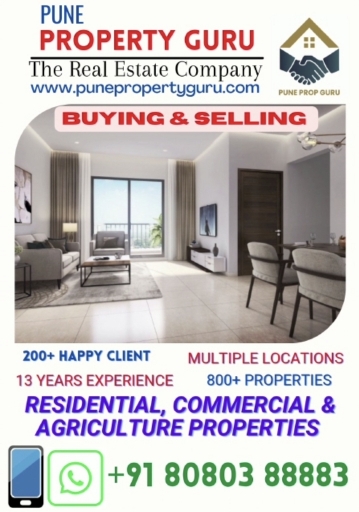 PUNE
PROPERTY GURU
The Real Estate Company
www.punepropertyguru.com
PUNE PROP GURU
BUYING & SELLING
200+ HAPPY CLIENT
MULTIPLE LOCATIONS
13 YEARS EXPERIENCE
800+ PROPERTIES
RESIDENTIAL, COMMERCIAL &
AGRICULTURE PROPERTIES
+91 80803 88883